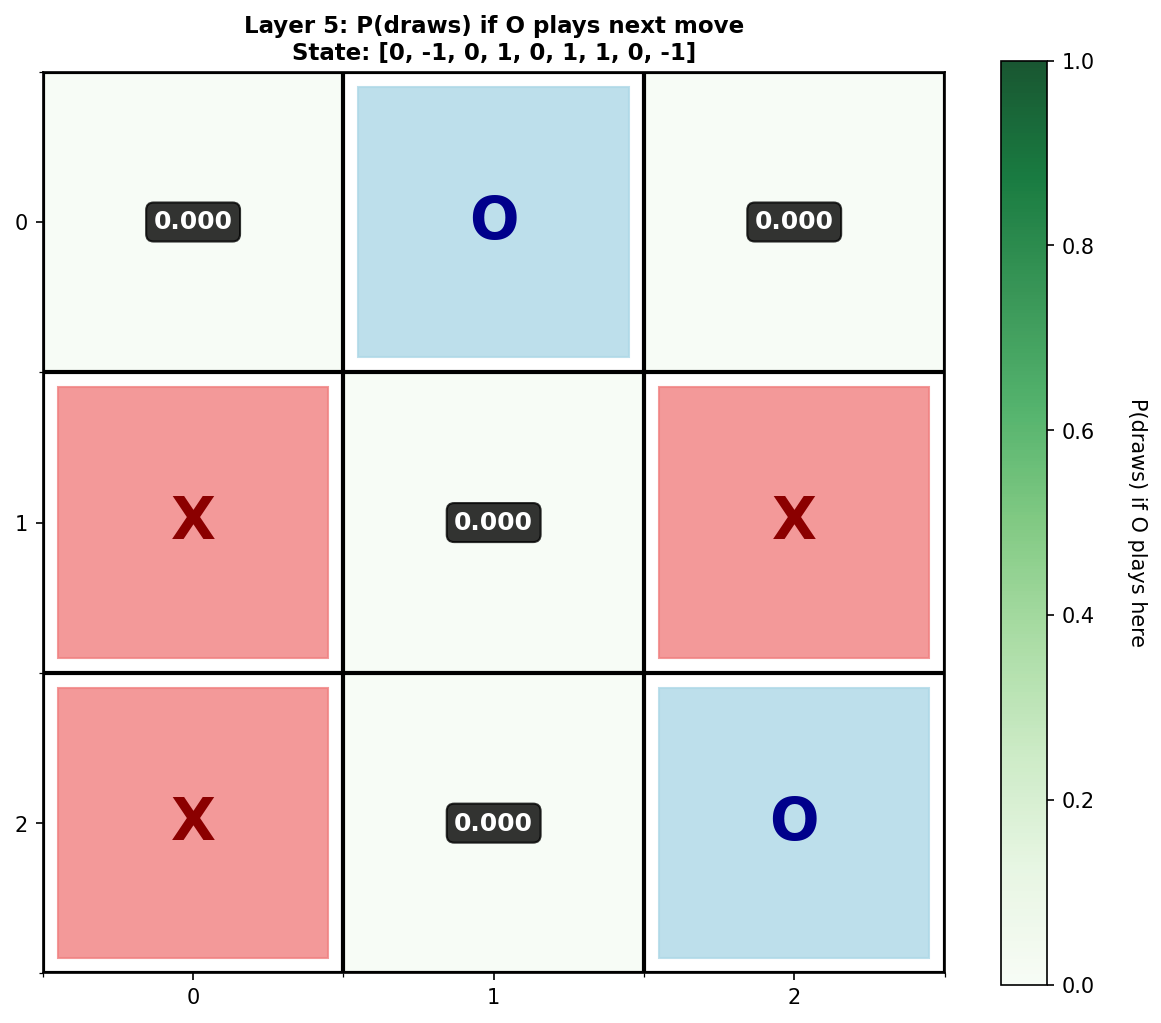 Layer 5: P(draws) if O plays next move
State: [0, -1, 0, 1, 0, 1, 1, 0, -1]
0.000
O
0.000
X
0.000
X
X
0.000
O
0
1
2
0
1
2
1.0
0.8
0.6
0.4
0.2
0.0
P(draws) if O plays here